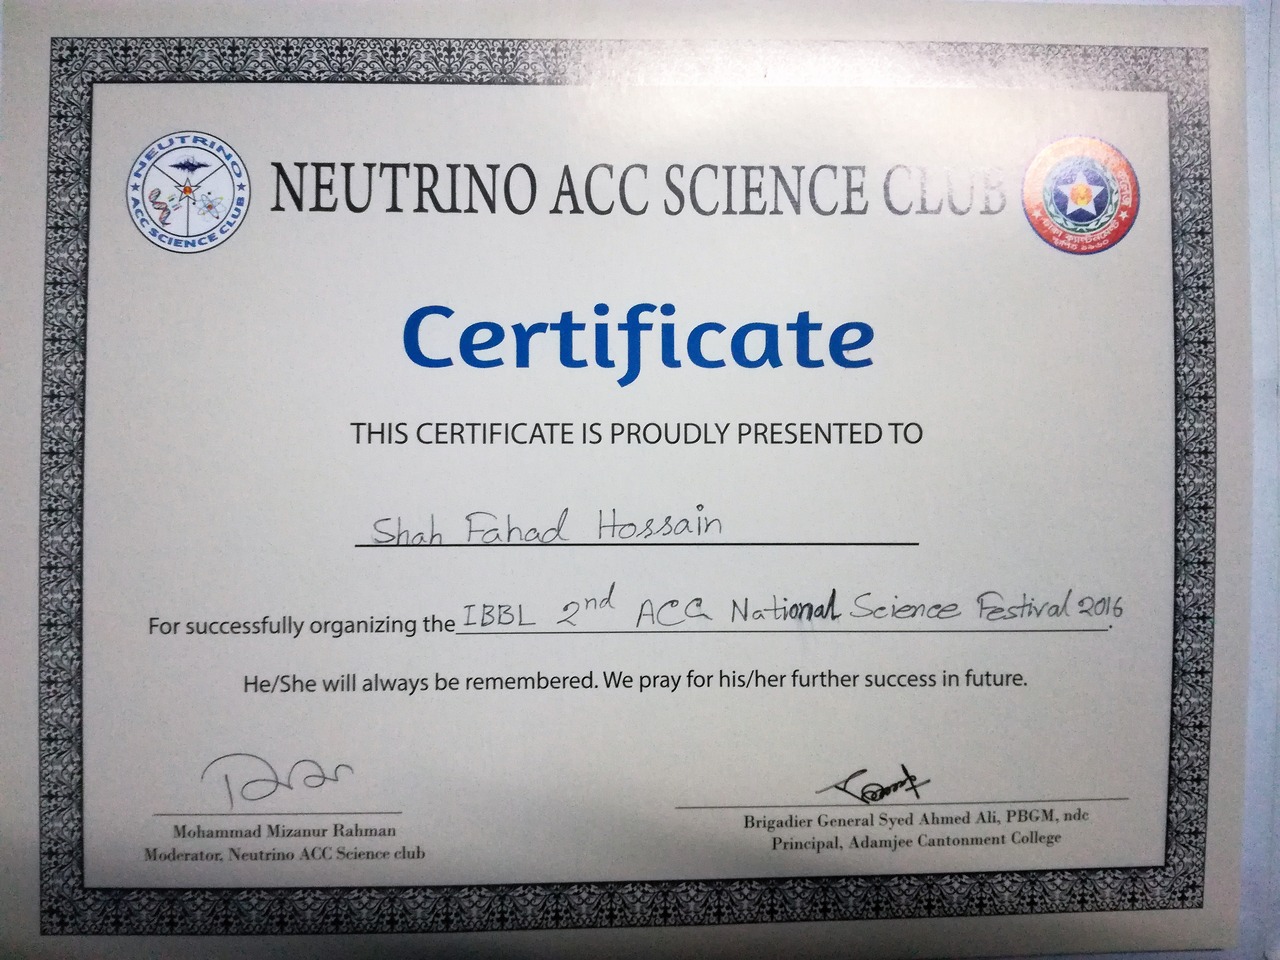 NEUTRINO
ACC SCIENCE CLUB
NEUTRINO ACC SCIENCE CLUB
Certificate
THIS CERTIFICATE IS PROUDLY PRESENTED TO
Shah Fahad Hossain
For successfully organizing the IBBL 2nd ACC National Science Festival 2016.
He/She will always be remembered. We pray for his/her further success in future.
Mohammad Mizanur Rahman
Moderator, Neutrino ACC Science club
Brigadier General Syed Ahmed Ali, PBGM, ndc
Principal, Adamjee Cantonment College